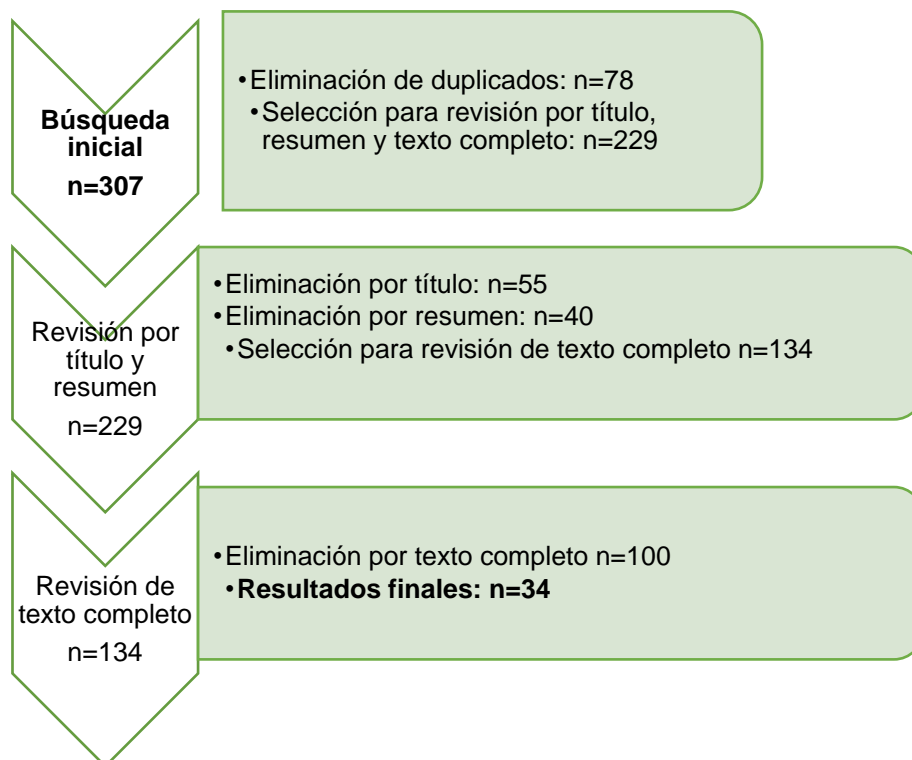 Búsqueda
inicial
n=307
•Eliminación de duplicados: n=78
•Selección para revisión por título,
resumen y texto completo: n=229
Revisión por
título y
resumen
n=229
•Eliminación por título: n=55
•Eliminación por resumen: n=40
•Selección para revisión de texto completo n=134
Revisión de
texto completo
n=134
•Eliminación por texto completo n=100
•Resultados finales: n=34